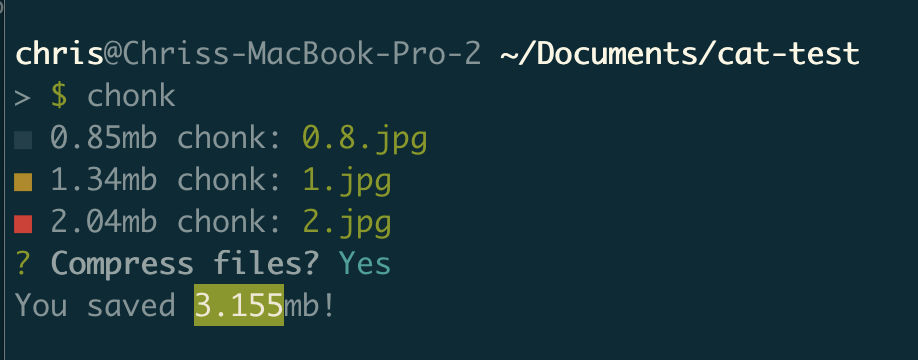 chris@Chriss-MacBook-Pro-2 ~/Documents/cat-test
> $ chonk
0.85mb chonk: 0.8.jpg
1.34mb chonk: 1.jpg
2.04mb chonk: 2.jpg
? Compress files? Yes
You saved 3.155mb!